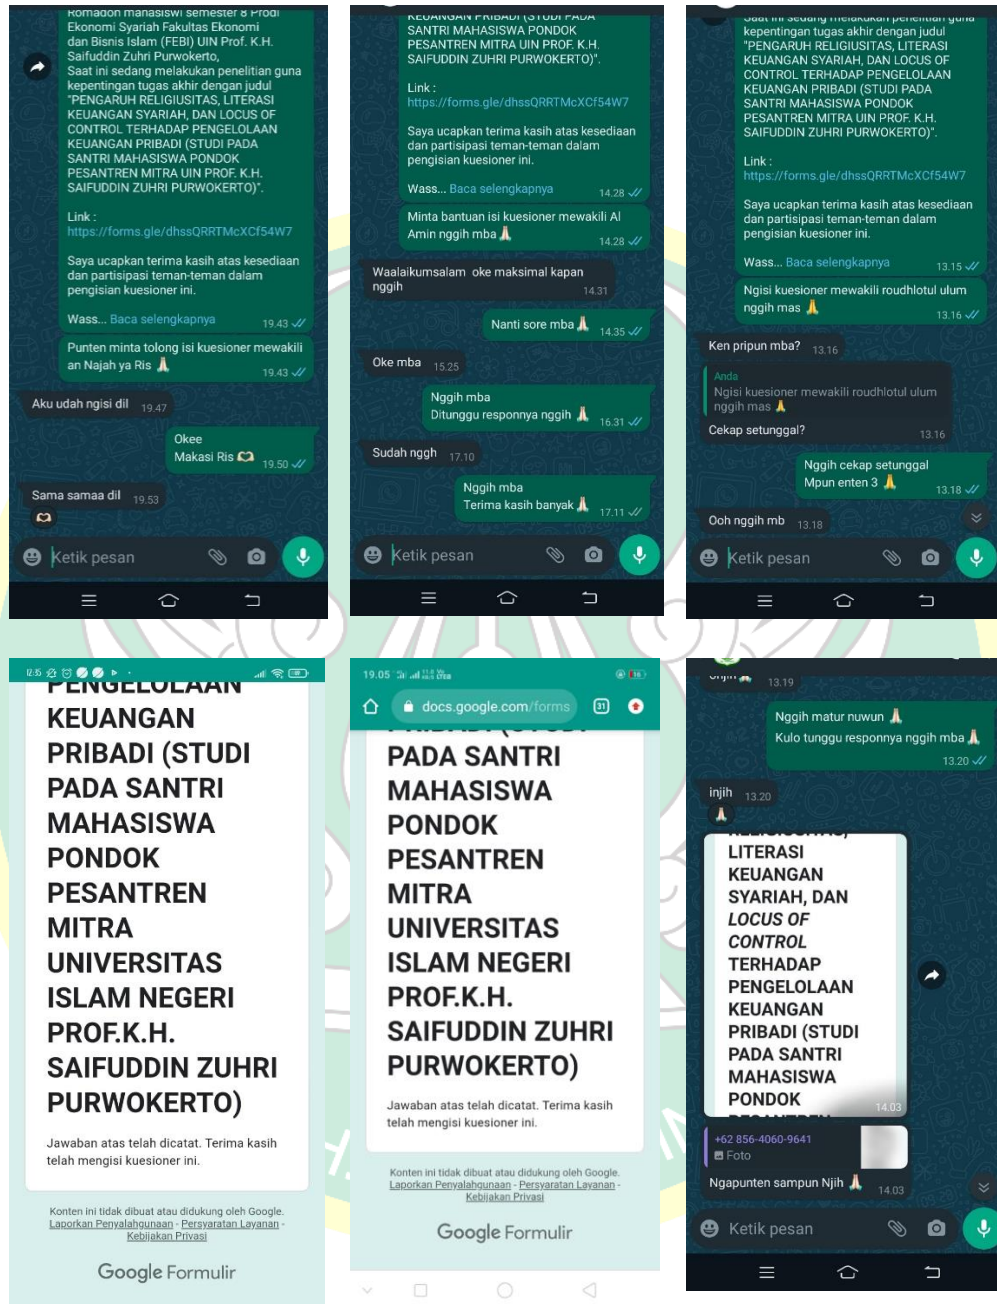 Romadon manasiswi semester 8 Prodi
Ekonomi Syariah Fakultas Ekonomi
dan Bisnis Islam (FEBI) UIN Prof. K.H.
Saifuddin Zuhri Purwokerto,
Saat ini sedang melakukan penelitian guna
kepentingan tugas akhir dengan judul
"PENGARUH RELIGIUSITAS, LITERASI
KEUANGAN SYARIAH, DAN LOCUS OF
CONTROL TERHADAP PENGELOLAAN
KEUANGAN PRIBADI (STUDI PADA
SANTRI MAHASISWA PONDOK
PESANTREN MITRA UIN PROF. K.H.
SAIFUDDIN ZUHRI PURWOKERTO)".
Link :
https://forms.gle/dhssQRRTMcXCf54W7
Saya ucapkan terima kasih atas kesediaan
dan partisipasi teman-teman dalam
pengisian kuesioner ini.
Wass... Baca selengkapnya 19.43
Punten minta tolong isi kuesioner mewakili
an Najah ya Ris 🙏🏻 19.43
Aku udah ngisi dil 19.47
Okee
Makasi Ris 🫶🏻 19.50
Sama samaa dil 19.53
🫶🏻
Ketik pesan
KEUANGAN PRIBADI (STUDI PADA
SANTRI MAHASISWA PONDOK
PESANTREN MITRA UIN PROF. K.H.
SAIFUDDIN ZUHRI PURWOKERTO)".
Link :
https://forms.gle/dhssQRRTMcXCf54W7
Saya ucapkan terima kasih atas kesediaan
dan partisipasi teman-teman dalam
pengisian kuesioner ini.
Wass... Baca selengkapnya 14.28
Minta bantuan isi kuesioner mewakili Al
Amin nggih mba 🙏🏻 14.28
Waalaikumsalam oke maksimal kapan
nggih 14.31
Nanti sore mba 🙏🏻 14.35
Oke mba 15.25
Nggih mba
Ditunggu responnya nggih 🙏🏻 16.31
Sudah nggh 17.10
Nggih mba
Terima kasih banyak 🙏🏻 17.11
Ketik pesan
Saat ini sedang melakukan penelitian guna
kepentingan tugas akhir dengan judul
"PENGARUH RELIGIUSITAS, LITERASI
KEUANGAN SYARIAH, DAN LOCUS OF
CONTROL TERHADAP PENGELOLAAN
KEUANGAN PRIBADI (STUDI PADA
SANTRI MAHASISWA PONDOK
PESANTREN MITRA UIN PROF. K.H.
SAIFUDDIN ZUHRI PURWOKERTO)".
Link :
https://forms.gle/dhssQRRTMcXCf54W7
Saya ucapkan terima kasih atas kesediaan
dan partisipasi teman-teman dalam
pengisian kuesioner ini.
Wass... Baca selengkapnya 13.15
Ngisi kuesioner mewakili roudhlotul ulum
nggih mas 🙏 13.16
Ken pripun mba? 13.16
Anda
Ngisi kuesioner mewakili roudhlotul ulum
nggih mas 🙏
Cekap setunggal? 13.16
Nggih cekap setunggal
Mpun enten 3 🙏 13.18
Ooh nggih mb 13.18
Ketik pesan
12.15
PENGELOLAAN
KEUANGAN
PRIBADI (STUDI
PADA SANTRI
MAHASISWA
PONDOK
PESANTREN
MITRA
UNIVERSITAS
ISLAM NEGERI
PROF.K.H.
SAIFUDDIN ZUHRI
PURWOKERTO)
Jawaban atas telah dicatat. Terima kasih
telah mengisi kuesioner ini.
Konten ini tidak dibuat atau didukung oleh Google.
Laporkan Penyalahgunaan - Persyaratan Layanan -
Kebijakan Privasi
Google Formulir
19.05
docs.google.com/forms 31
PRIBADI (STUDI
PADA SANTRI
MAHASISWA
PONDOK
PESANTREN
MITRA
UNIVERSITAS
ISLAM NEGERI
PROF.K.H.
SAIFUDDIN ZUHRI
PURWOKERTO)
Jawaban atas telah dicatat. Terima kasih
telah mengisi kuesioner ini.
Konten ini tidak dibuat atau didukung oleh Google.
Laporkan Penyalahgunaan - Persyaratan Layanan -
Kebijakan Privasi
Google Formulir
13.19
Nggih matur nuwun 🙏🏻
Kulo tunggu responnya nggih mba 🙏🏻
13.20
injih 13.20
🙏🏻
RELIGIUSITAS,
LITERASI
KEUANGAN
SYARIAH, DAN
LOCUS OF
CONTROL
TERHADAP
PENGELOLAAN
KEUANGAN
PRIBADI (STUDI
PADA SANTRI
MAHASISWA
PONDOK
PESANTREN
14.03
+62 856-4060-9641
Foto
Ngapunten sampun Njih 🙏🏻 14.03
Ketik pesan